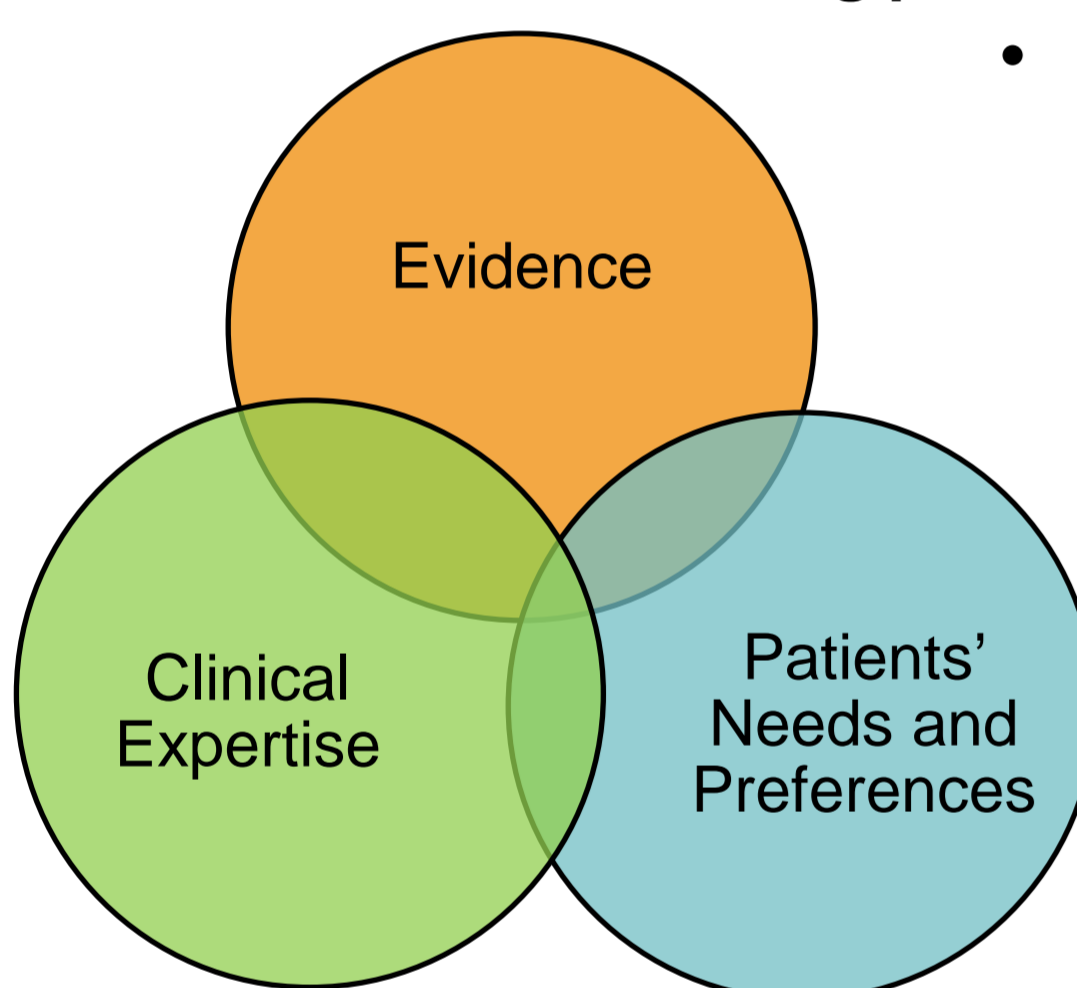 Evidence
Clinical
Expertise
Patients’
Needs and
Preferences